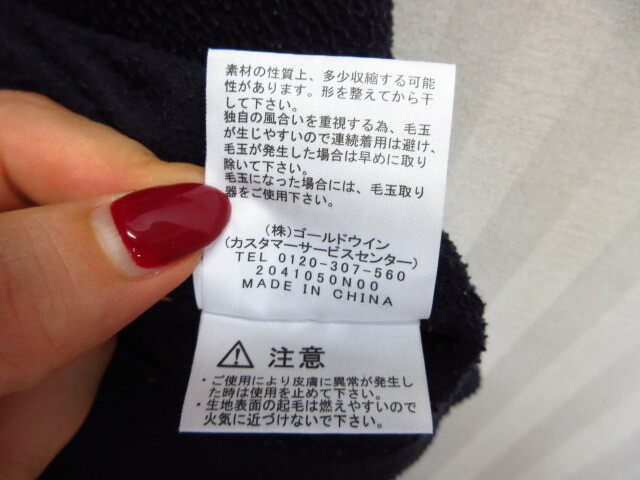 素材の性質上、多少収縮する可能
性があります。形を整えてから干
して下さい。
独自の風合いを重視する為、毛玉
が生じやすいので連続着用は避け、
毛玉が発生した場合は早めに取り
除いて下さい。
毛玉になった場合には、毛玉取り
器をご使用下さい。
(株)ゴールドウイン
(カスタマーサービスセンター)
TEL 0120-307-560
2041050N00
MADE IN CHINA
注意
・ご使用により皮膚に異常が発生し
た時は使用を止めて下さい。
・生地表面の起毛は燃えやすいので
火気に近づけないで下さい。